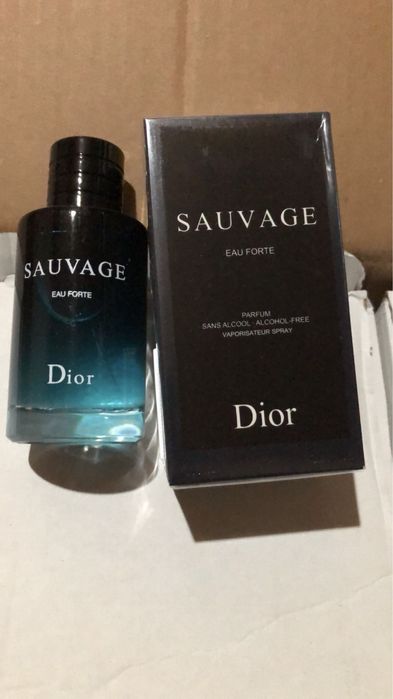 SAUVAGE
EAU FORTE
Dior
SAUVAGE
EAU FORTE
PARFUM
SANS ALCOOL ALCOHOL-FREE
VAPORISATEUR SPRAY
Dior